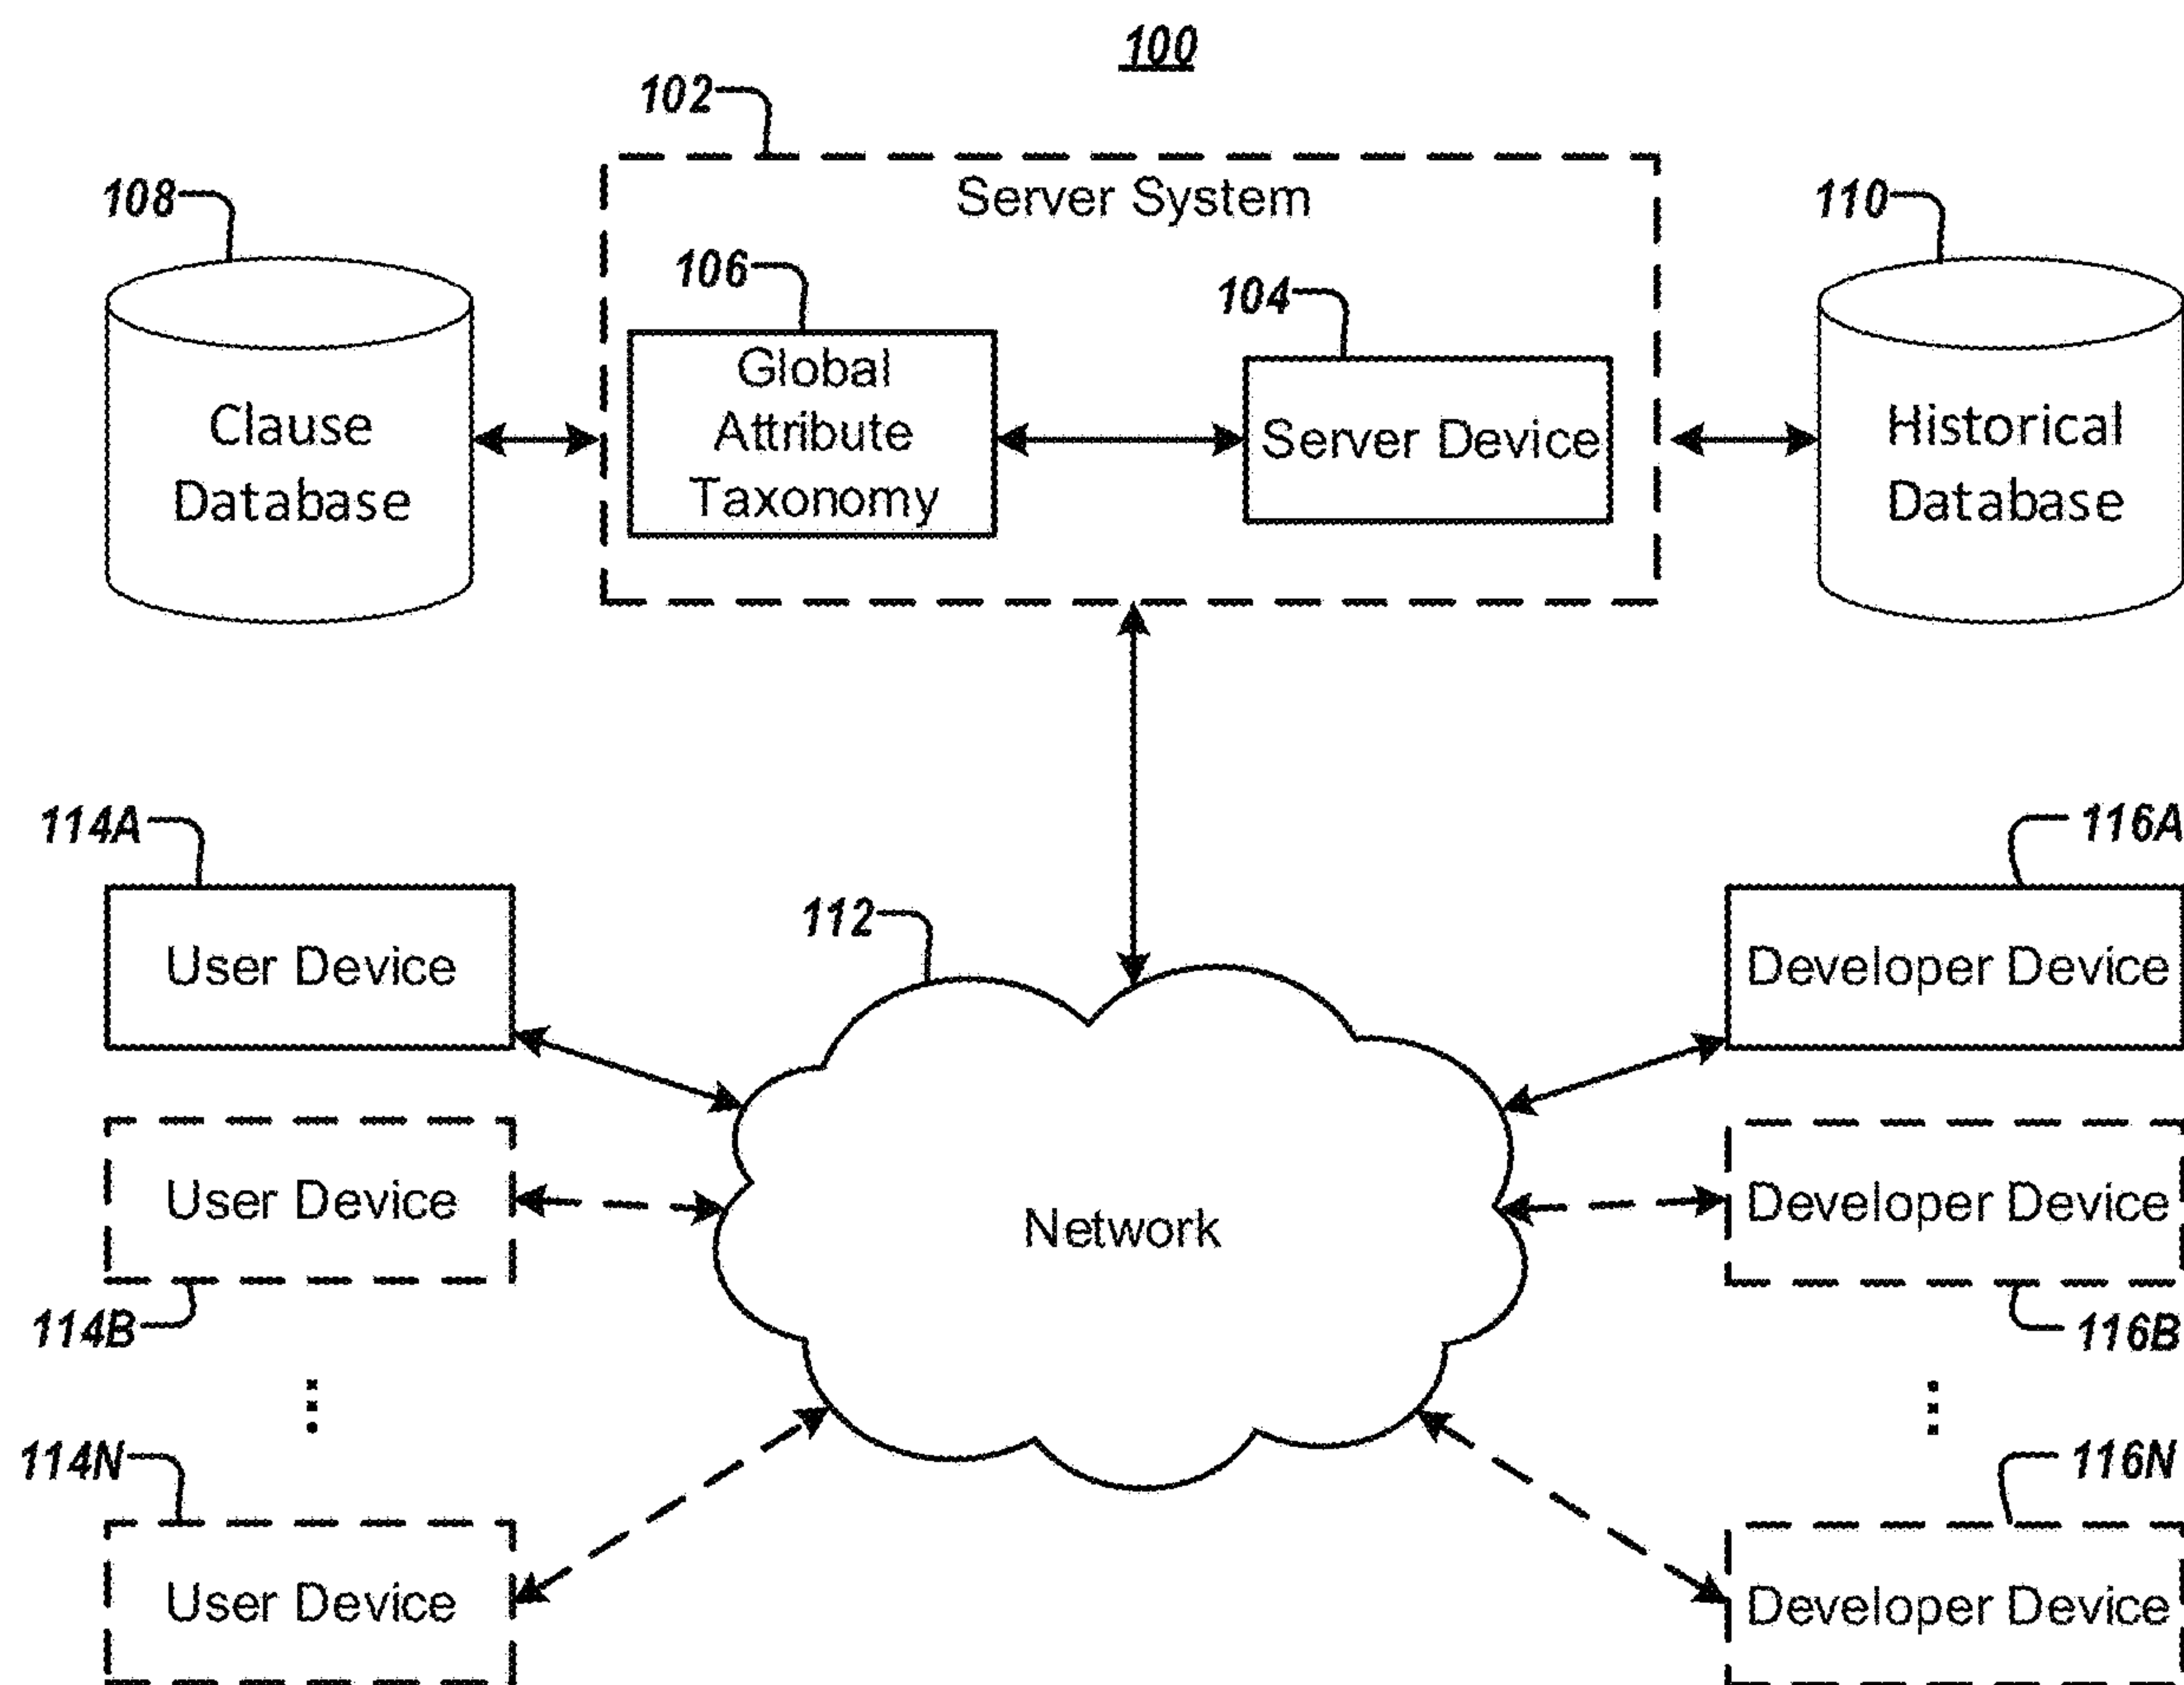 100
102
Server System
108
110
106
104
Global
Attribute
Taxonomy
Server Device
Clause
Database
Historical
Database
114A
116A
112
User Device
Developer Device
User Device
Network
Developer Device
114B
116B
114N
116N
User Device
Developer Device